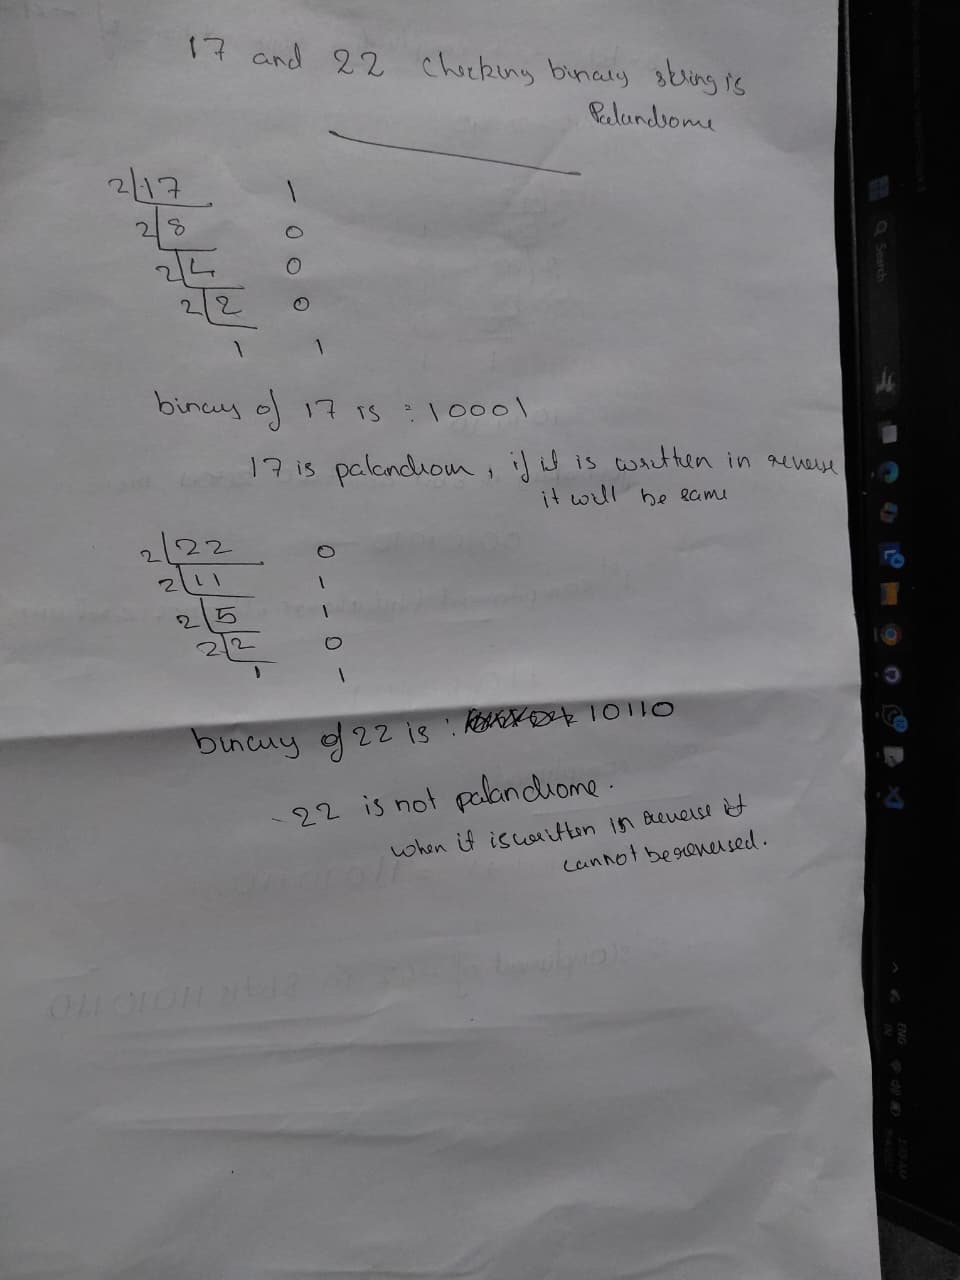 17 and 22 checking binary string is
Palandrome
2 17 1
2 8 0
2 4 0
2 2 0
1 1
binary of 17 is : 10001
17 is palandrom, if it is written in reverse
it will be same
2 22 0
2 11 1
2 5 1
2 2 0
1 1
binary of 22 is : 10110
22 is not palandrome.
when it is written in reverse it
cannot be reversed.
Search
ENG
IN